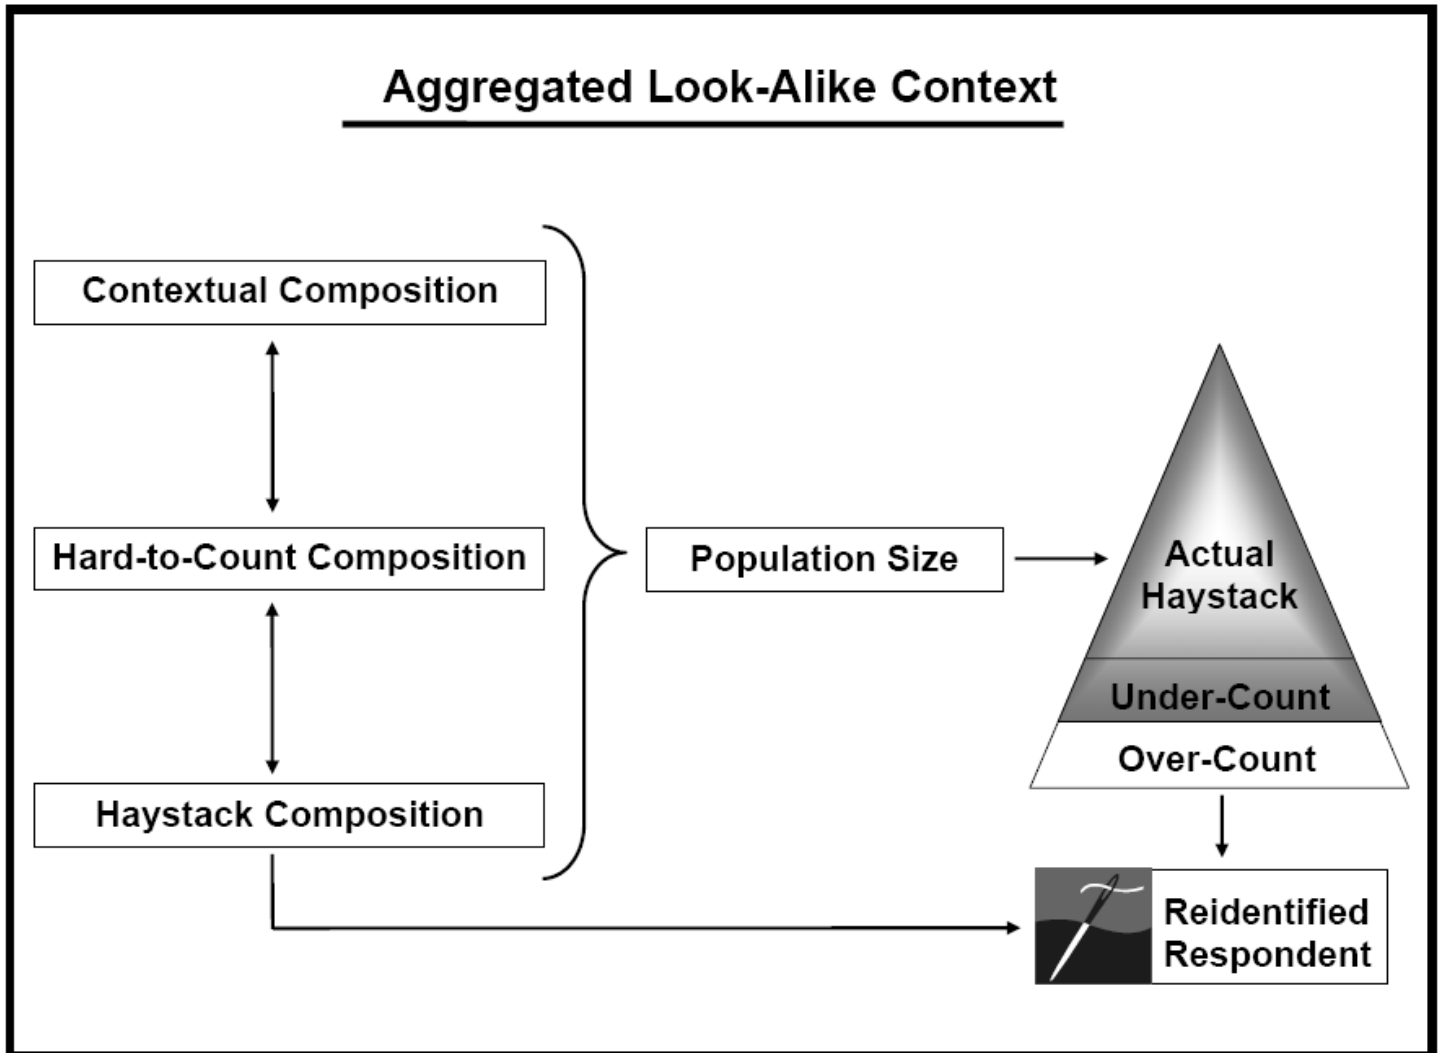 Aggregated Look-Alike Context
Contextual Composition
Hard-to-Count Composition
Haystack Composition
Population Size
Actual
Haystack
Under-Count
Over-Count
Reidentified
Respondent